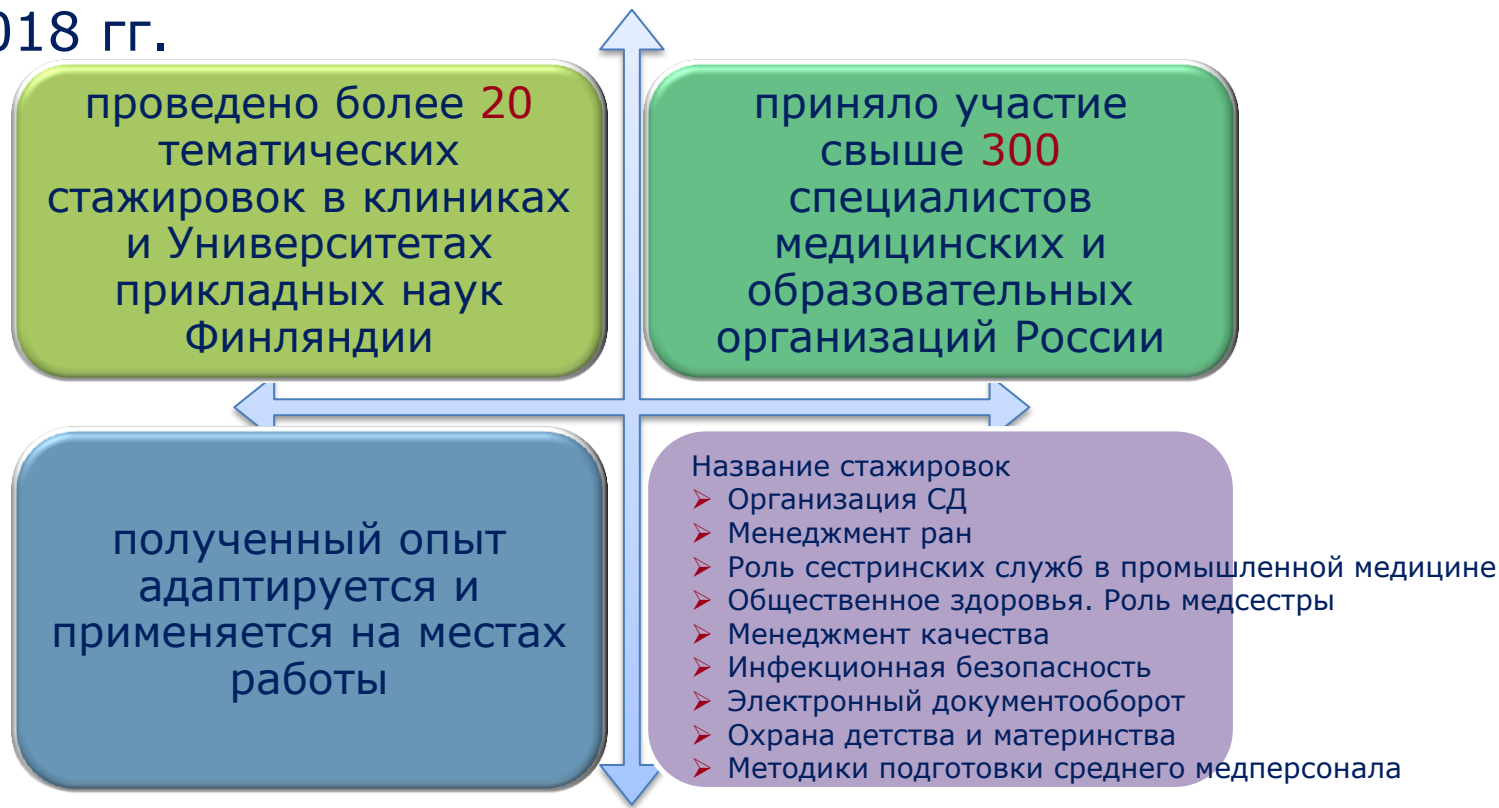 018 гг.
проведено более 20
тематических
стажировок в клиниках
и Университетах
прикладных наук
Финляндии
приняло участие
свыше 300
специалистов
медицинских и
образовательных
организаций России
полученный опыт
адаптируется и
применяется на местах
работы
Название стажировок
➢ Организация СД
➢ Менеджмент ран
➢ Роль сестринских служб в промышленной медицине
➢ Общественное здоровья. Роль медсестры
➢ Менеджмент качества
➢ Инфекционная безопасность
➢ Электронный документооборот
➢ Охрана детства и материнства
➢ Методики подготовки среднего медперсонала